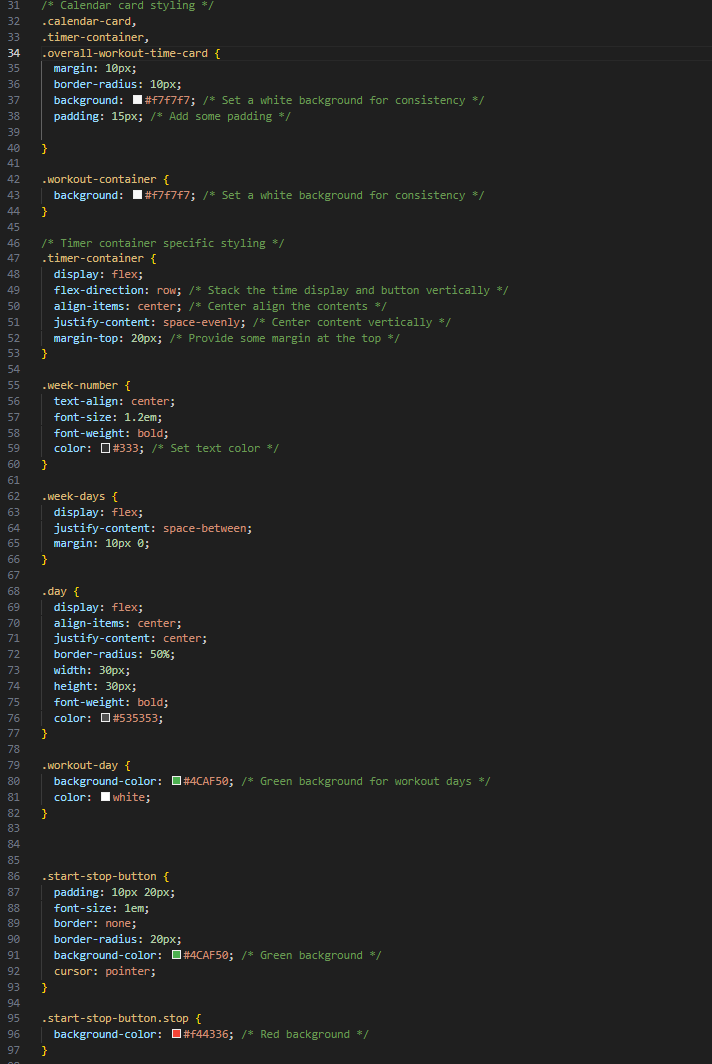 31 /* Calendar card styling */
32 .calendar-card,
33 .timer-container,
34 .overall-workout-time-card {
35   margin: 10px;
36   border-radius: 10px;
37   background: #f7f7f7; /* Set a white background for consistency */
38   padding: 15px; /* Add some padding */
39
40 }
41
42 .workout-container {
43   background: #f7f7f7; /* Set a white background for consistency */
44 }
45
46 /* Timer container specific styling */
47 .timer-container {
48   display: flex;
49   flex-direction: row; /* Stack the time display and button vertically */
50   align-items: center; /* Center align the contents */
51   justify-content: space-evenly; /* Center content vertically */
52   margin-top: 20px; /* Provide some margin at the top */
53 }
54
55 .week-number {
56   text-align: center;
57   font-size: 1.2em;
58   font-weight: bold;
59   color: #333; /* Set text color */
60 }
61
62 .week-days {
63   display: flex;
64   justify-content: space-between;
65   margin: 10px 0;
66 }
67
68 .day {
69   display: flex;
70   align-items: center;
71   justify-content: center;
72   border-radius: 50%;
73   width: 30px;
74   height: 30px;
75   font-weight: bold;
76   color: #535353;
77 }
78
79 .workout-day {
80   background-color: #4CAF50; /* Green background for workout days */
81   color: white;
82 }
83
84
85
86 .start-stop-button {
87   padding: 10px 20px;
88   font-size: 1em;
89   border: none;
90   border-radius: 20px;
91   background-color: #4CAF50; /* Green background */
92   cursor: pointer;
93 }
94
95 .start-stop-button.stop {
96   background-color: #f44336; /* Red background */
97 }